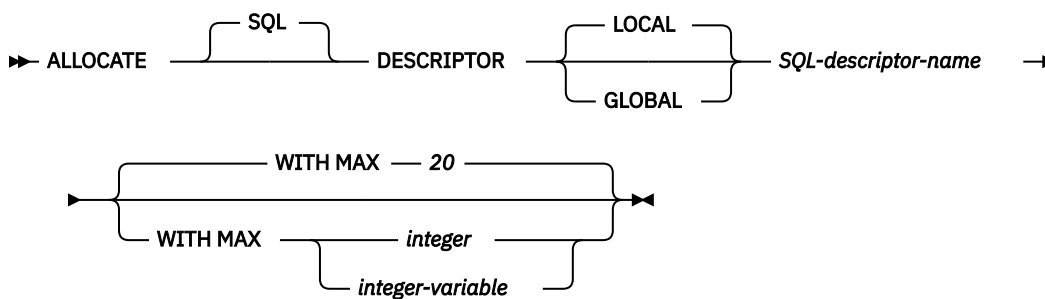 SQL LOCAL
ALLOCATE DESCRIPTOR SQL-descriptor-name
GLOBAL
WITH MAX 20
WITH MAX integer
integer-variable